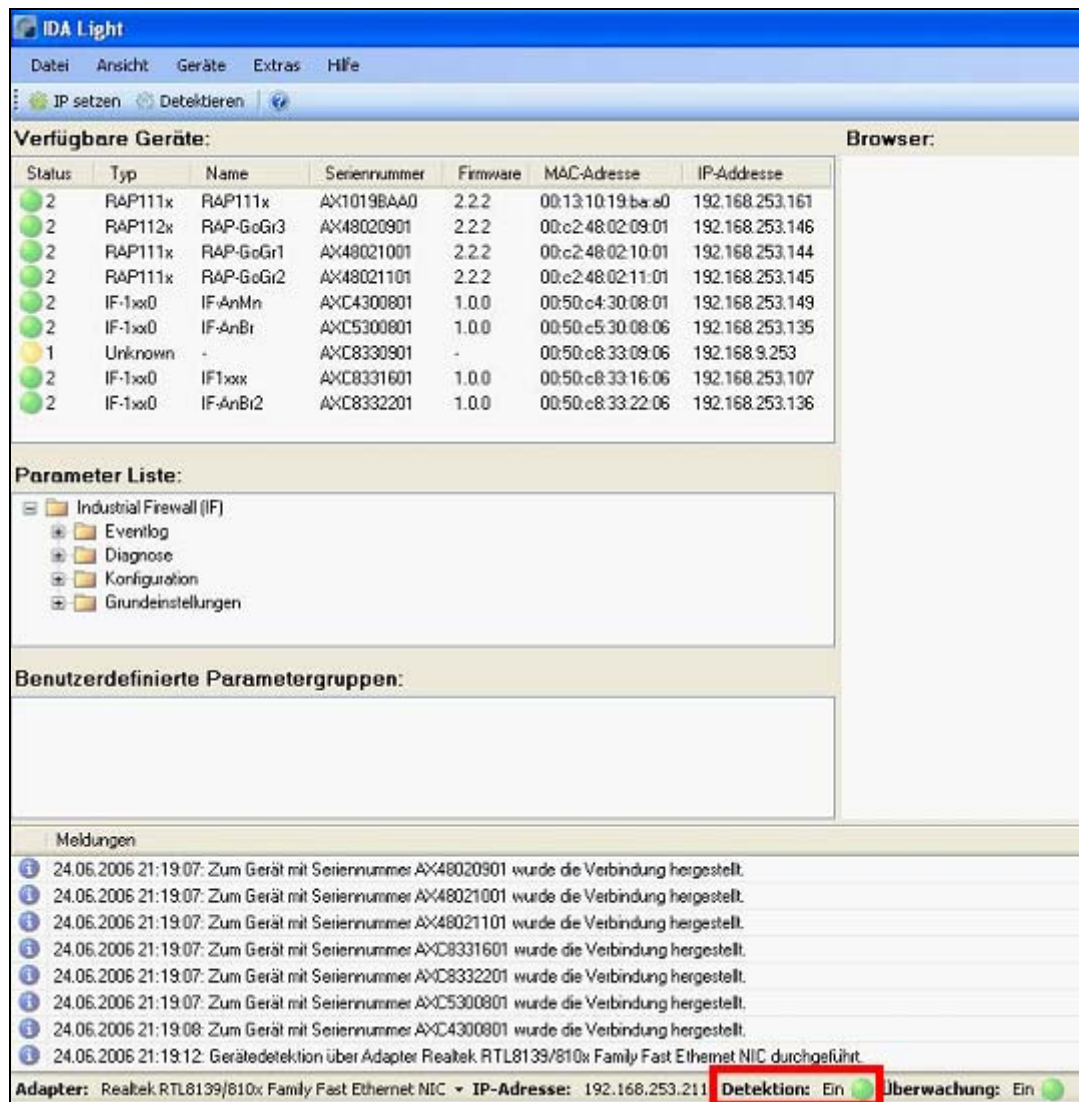 IDA Light
Datei Ansicht Geräte Extras Hilfe
IP setzen Detektieren
Verfügbare Geräte: Browser:
Status Typ Name Seriennummer Firmware MAC-Adresse IP-Addresse
2 RAP111x RAP111x AX1019BAA0 2.2.2 00:13:10:19:ba:a0 192.168.253.161
2 RAP112x RAP-GoGr3 AX48020901 2.2.2 00:c2:48:02:09:01 192.168.253.146
2 RAP111x RAP-GoGr1 AX48021001 2.2.2 00:c2:48:02:10:01 192.168.253.144
2 RAP111x RAP-GoGr2 AX48021101 2.2.2 00:c2:48:02:11:01 192.168.253.145
2 IF-1xx0 IF-AnMn AXC4300801 1.0.0 00:50:c4:30:08:01 192.168.253.149
2 IF-1xx0 IF-AnBr AXC5300801 1.0.0 00:50:c5:30:08:06 192.168.253.135
1 Unknown - AXC8330901 - 00:50:c8:33:09:06 192.168.9.253
2 IF-1xx0 IF1xxx AXC8331601 1.0.0 00:50:c8:33:16:06 192.168.253.107
2 IF-1xx0 IF-AnBr2 AXC8332201 1.0.0 00:50:c8:33:22:06 192.168.253.136
Parameter Liste:
Industrial Firewall (IF)
Eventlog
Diagnose
Konfiguration
Grundeinstellungen
Benutzerdefinierte Parametergruppen:
Meldungen
24.06.2006 21:19:07: Zum Gerät mit Seriennummer AX48020901 wurde die Verbindung hergestellt.
24.06.2006 21:19:07: Zum Gerät mit Seriennummer AX48021001 wurde die Verbindung hergestellt.
24.06.2006 21:19:07: Zum Gerät mit Seriennummer AX48021101 wurde die Verbindung hergestellt.
24.06.2006 21:19:07: Zum Gerät mit Seriennummer AXC8331601 wurde die Verbindung hergestellt.
24.06.2006 21:19:07: Zum Gerät mit Seriennummer AXC8332201 wurde die Verbindung hergestellt.
24.06.2006 21:19:07: Zum Gerät mit Seriennummer AXC5300801 wurde die Verbindung hergestellt.
24.06.2006 21:19:08: Zum Gerät mit Seriennummer AXC4300801 wurde die Verbindung hergestellt.
24.06.2006 21:19:12: Gerätedetektion über Adapter Realtek RTL8139/810x Family Fast Ethernet NIC durchgeführt.
Adapter: Realtek RTL8139/810x Family Fast Ethernet NIC IP-Adresse: 192.168.253.211 Detektion: Ein Überwachung: Ein